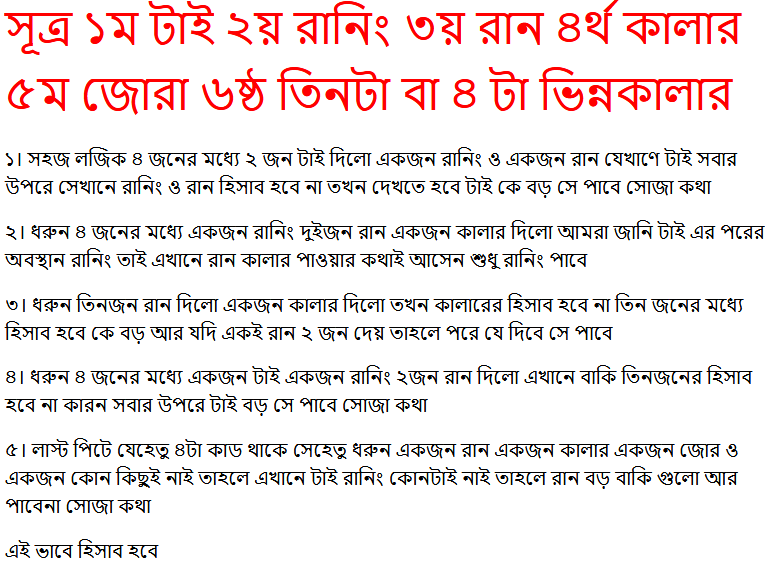 সূত্র ১ম টাই ২য় রানিং ৩য় রান ৪র্থ কালার
৫ম জোরা ৬ষ্ঠ তিনটা বা ৪ টা ভিন্নকালার
১। সহজ লজিক ৪ জনের মধ্যে ২ জন টাই দিলো একজন রানিং ও একজন রান যেখাণে টাই সবার
উপরে সেখানে রানিং ও রান হিসাব হবে না তখন দেখতে হবে টাই কে বড় সে পাবে সোজা কথা
২। ধরুন ৪ জনের মধ্যে একজন রানিং দুইজন রান একজন কালার দিলো আমরা জানি টাই এর পরের
অবস্থান রানিং তাই এখানে রান কালার পাওয়ার কথাই আসেন শুধু রানিং পাবে
৩। ধরুন তিনজন রান দিলো একজন কালার দিলো তখন কালারের হিসাব হবে না তিন জনের মধ্যে
হিসাব হবে কে বড় আর যদি একই রান ২ জন দেয় তাহলে পরে যে দিবে সে পাবে
৪। ধরুন ৪ জনের মধ্যে একজন টাই একজন রানিং ২জন রান দিলো এখানে বাকি তিনজনের হিসাব
হবে না কারন সবার উপরে টাই বড় সে পাবে সোজা কথা
৫। লাস্ট পিটে যেহেতু ৪টা কাড থাকে সেহেতু ধরুন একজন রান একজন কালার একজন জোর ও
একজন কোন কিছুই নাই তাহলে এখানে টাই রানিং কোনটাই নাই তাহলে রান বড় বাকি গুলো আর
পাবেনা সোজা কথা
এই ভাবে হিসাব হবে